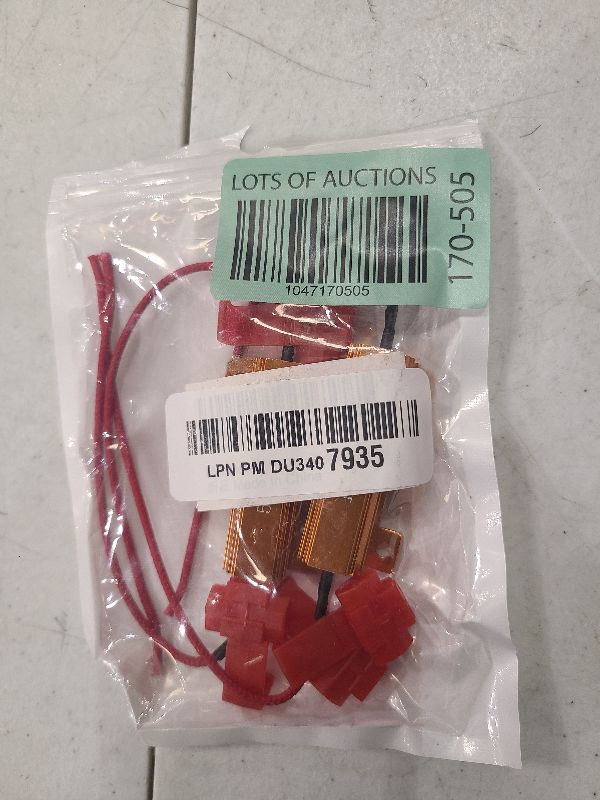 LOTS OF AUCTIONS
1047170505
170-505
LPN PM DU340 7935